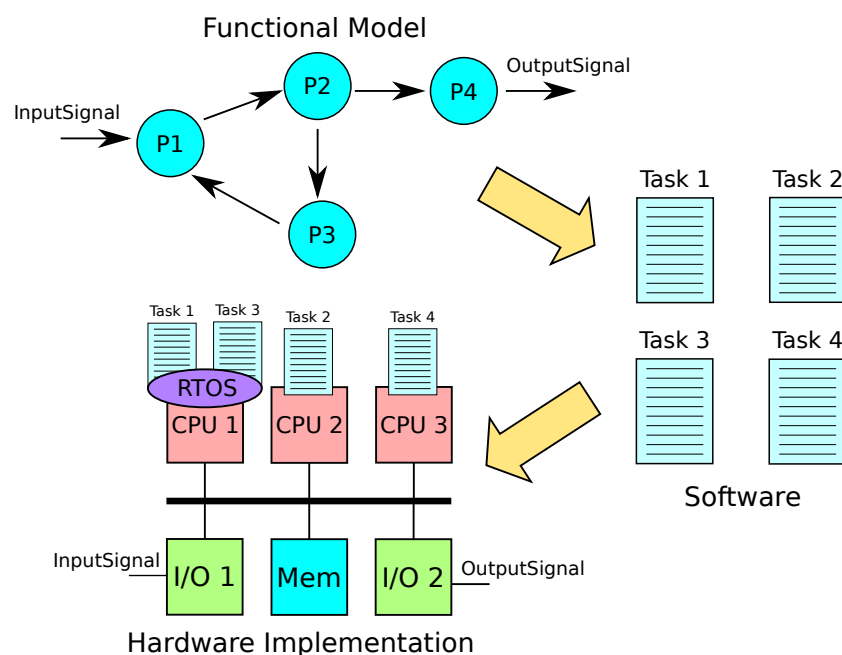 Functional Model
P2
P4
OutputSignal
InputSignal
P1
P3
Task 1
Task 2
Task 3
Task 4
Software
Task 1
Task 3
Task 2
Task 4
RTOS
CPU 1
CPU 2
CPU 3
InputSignal
I/O 1
Mem
I/O 2
OutputSignal
Hardware Implementation